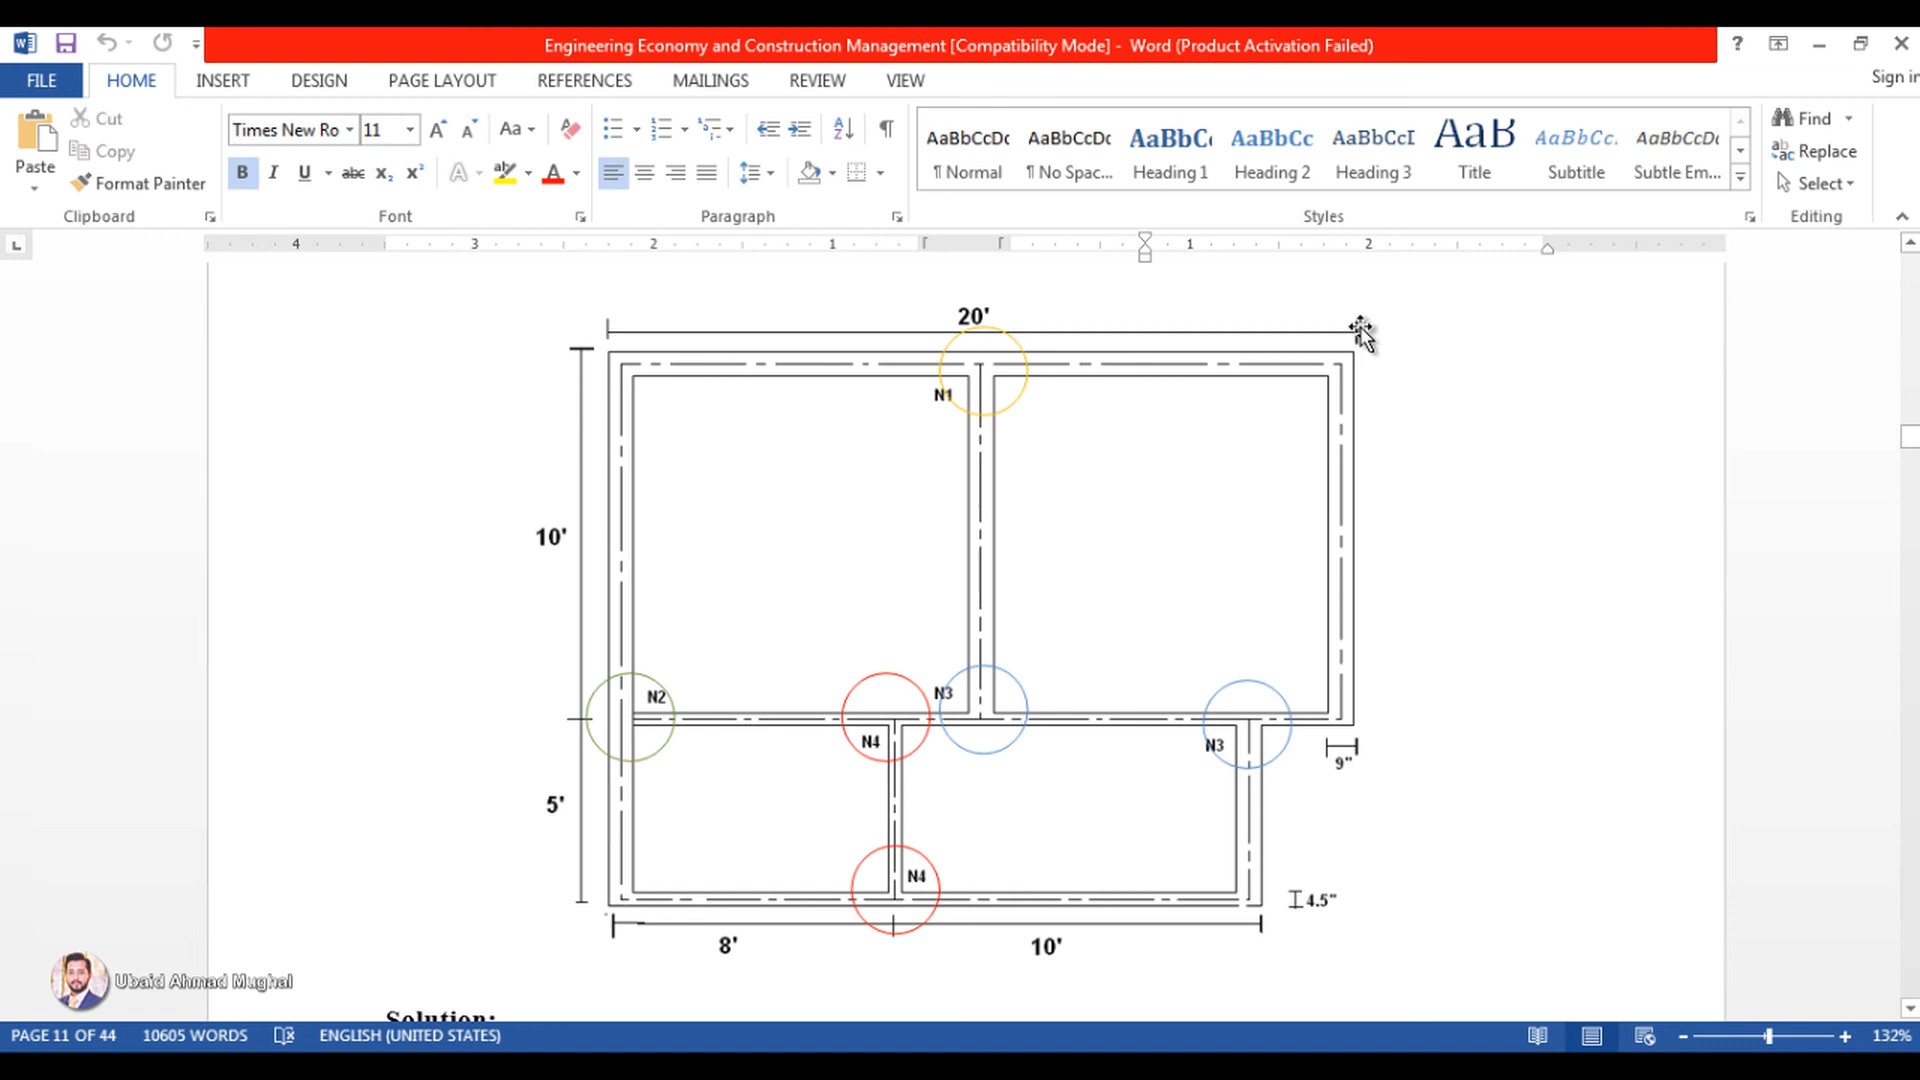 Engineering Economy and Construction Management [Compatibility Mode] - Word (Product Activation Failed)
?
Sign in
FILE HOME INSERT DESIGN PAGE LAYOUT REFERENCES MAILINGS REVIEW VIEW
Paste
Cut
Copy
Format Painter
Clipboard
Times New Ro 11
Aa
B I U abc x₂ x²
A ab A
Font
A Z ¶
Paragraph
AaBbCcDc AaBbCcDc AaBbC AaBbCc AaBbCcI AaB AaBbCc. AaBbCcDc
¶ Normal ¶ No Spac... Heading 1 Heading 2 Heading 3 Title Subtitle Subtle Em...
Styles
Find
Replace
Select
Editing
L 4 3 2 1 1 2
20'
N1
10'
N2 N3
N4 N3
9"
5'
N4
4.5"
8' 10'
Ubaid Ahmad Mughal
Solution:
PAGE 11 OF 44 10605 WORDS ENGLISH (UNITED STATES) 132%